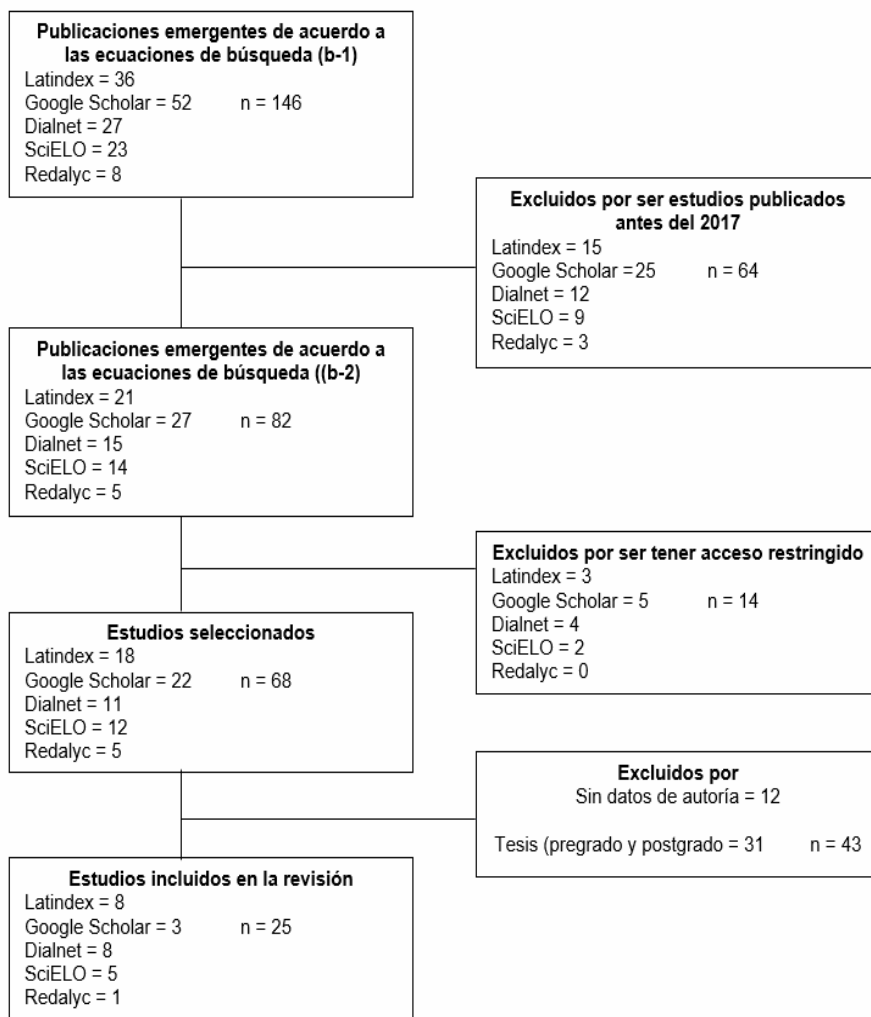 Publicaciones emergentes de acuerdo a
las ecuaciones de búsqueda (b-1)
Latindex = 36
Google Scholar = 52 n = 146
Dialnet = 27
SciELO = 23
Redalyc = 8
Excluidos por ser estudios publicados
antes del 2017
Latindex = 15
Google Scholar =25 n = 64
Dialnet = 12
SciELO = 9
Redalyc = 3
Publicaciones emergentes de acuerdo a
las ecuaciones de búsqueda ((b-2)
Latindex = 21
Google Scholar = 27 n = 82
Dialnet = 15
SciELO = 14
Redalyc = 5
Excluidos por ser tener acceso restringido
Latindex = 3
Google Scholar = 5 n = 14
Dialnet = 4
SciELO = 2
Redalyc = 0
Estudios seleccionados
Latindex = 18
Google Scholar = 22 n = 68
Dialnet = 11
SciELO = 12
Redalyc = 5
Excluidos por
Sin datos de autoría = 12
Tesis (pregrado y postgrado = 31 n = 43
Estudios incluidos en la revisión
Latindex = 8
Google Scholar = 3 n = 25
Dialnet = 8
SciELO = 5
Redalyc = 1